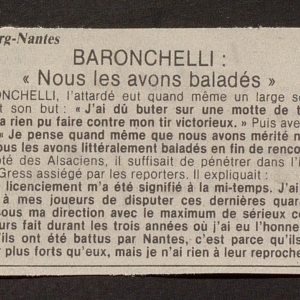 rg-Nantes
BARONCHELLI :
« Nous les avons baladés »
ONCHELLI, l'attardé eut quand même un large so
t son but : « J'ai dû buter sur une motte de t
a rien pu faire contre mon tir victorieux. » Puis ave
« Je pense quand même que nous avons mérité n
ous les avons littéralement baladés en fin de renco
ôté des Alsaciens, il suffisait de pénétrer dans l'
Gress assiégé par les reporters. Il expliquait :
licenciement m'a été signifié à la mi-temps. J'ai
à mes joueurs de disputer ces dernières quara
sous ma direction avec le maximum de sérieux c
urs fait durant les trois années où j'ai eu l'honne
'ils ont été battus par Nantes, c'est parce qu'ils
plus forts qu'eux, mais je n'ai rien à leur reproche